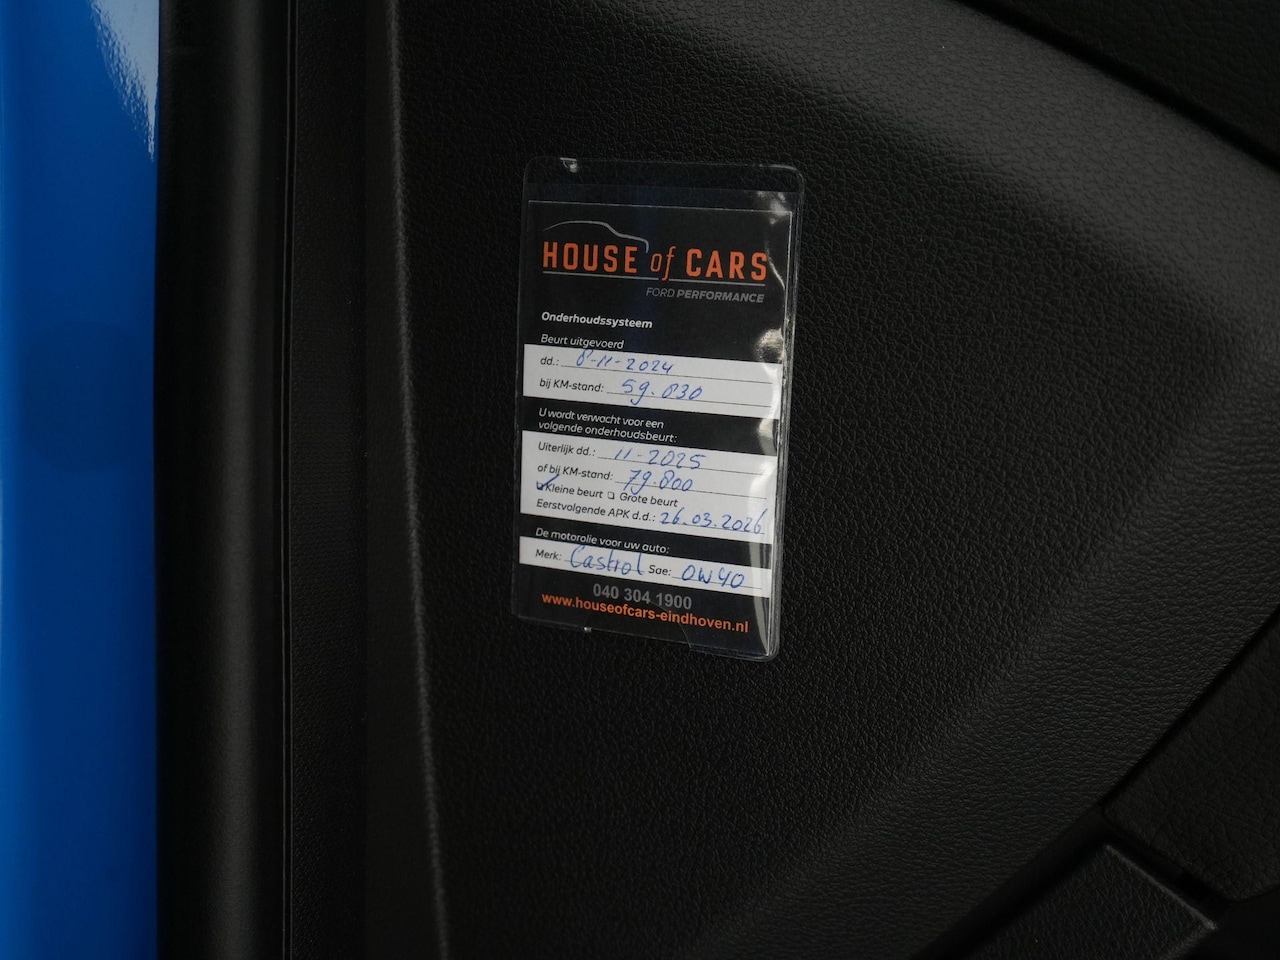 HOUSE of CARS
FORD PERFORMANCE
Onderhoudssysteem
Beurt uitgevoerd
dd.: 8-11-2024
bij KM-stand: 59.830
U wordt verwacht voor een
volgende onderhoudsbeurt:
Uiterlijk dd.: 11-2025
of bij KM-stand: 79.800
Kleine beurt Grote beurt
Eerstvolgende APK d.d.: 26.03.2026
De motorolie voor uw auto:
Merk: Castrol Sae: 0W40
040 304 1900
www.houseofcars-eindhoven.nl